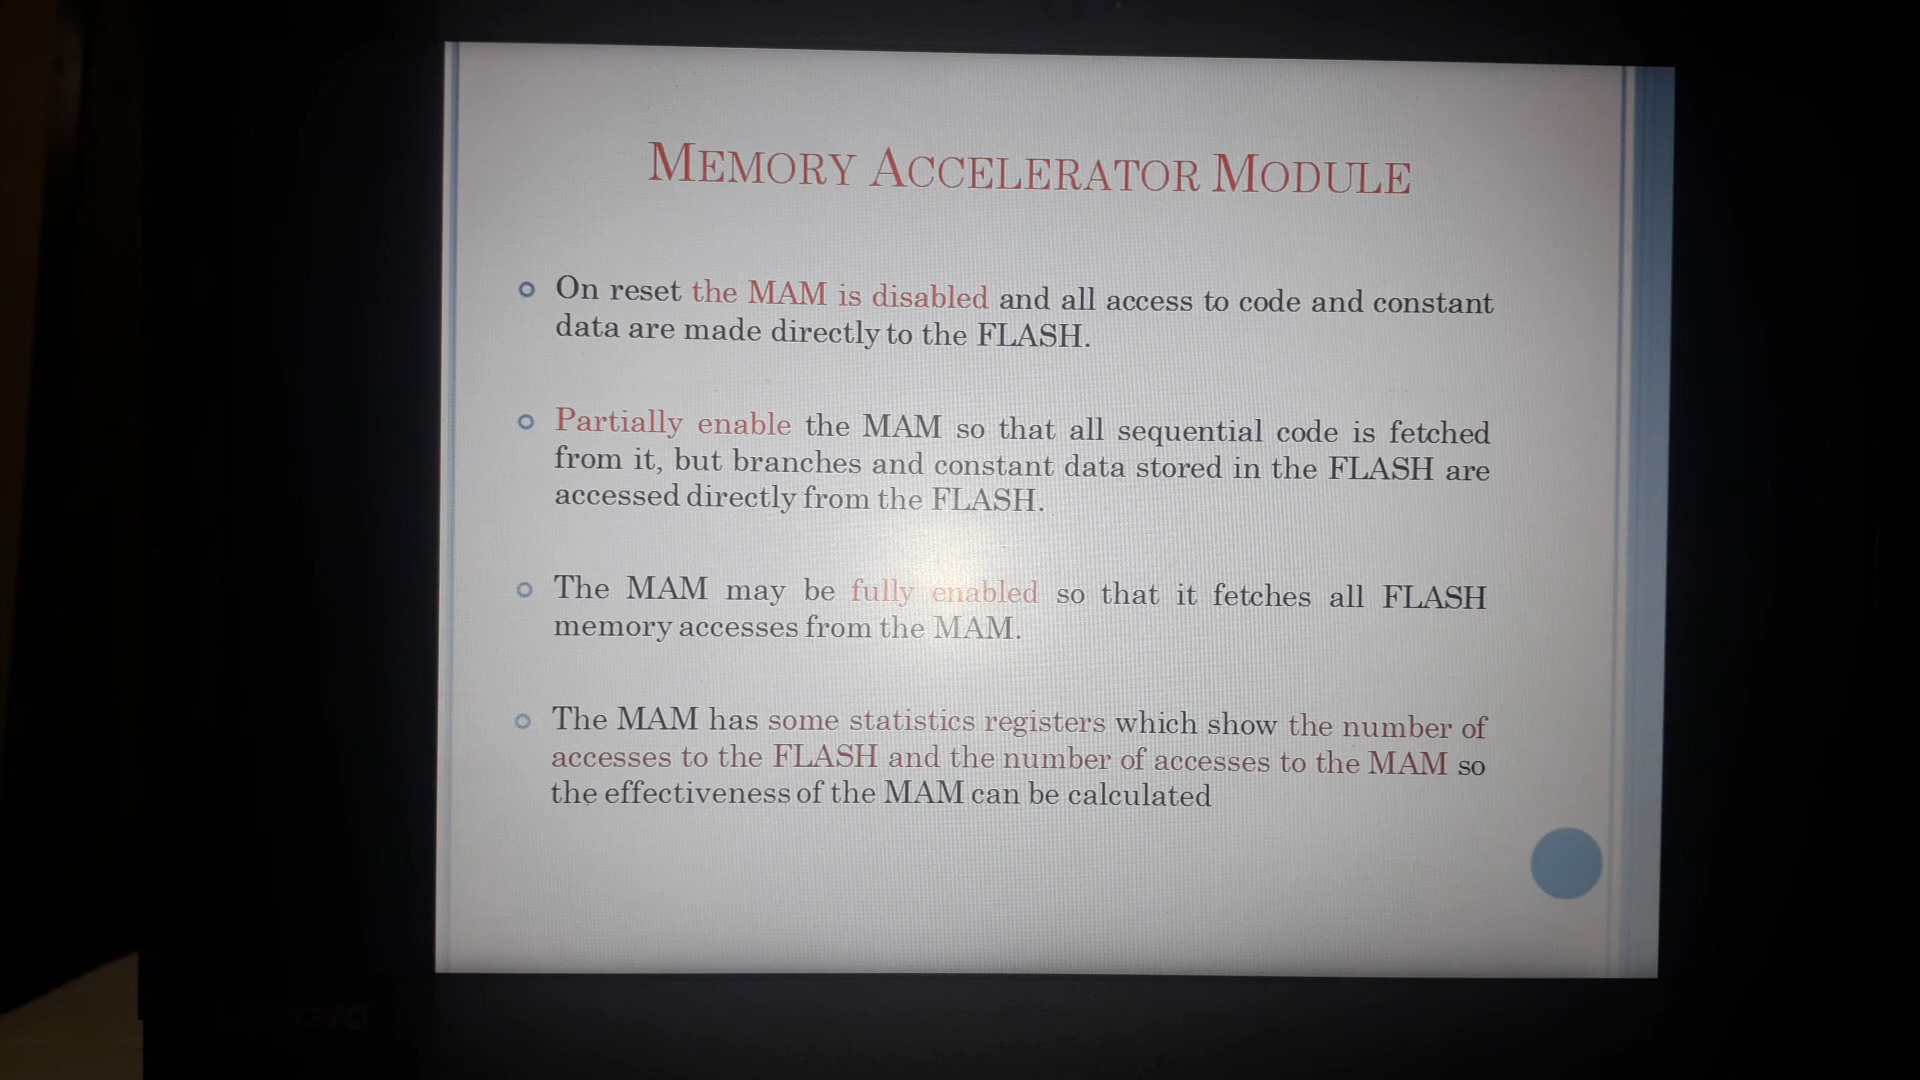 MEMORY ACCELERATOR MODULE
On reset the MAM is disabled and all access to code and constant
data are made directly to the FLASH.
Partially enable the MAM so that all sequential code is fetched
from it, but branches and constant data stored in the FLASH are
accessed directly from the FLASH.
The MAM may be fully enabled so that it fetches all FLASH
memory accesses from the MAM.
The MAM has some statistics registers which show the number of
accesses to the FLASH and the number of accesses to the MAM so
the effectiveness of the MAM can be calculated